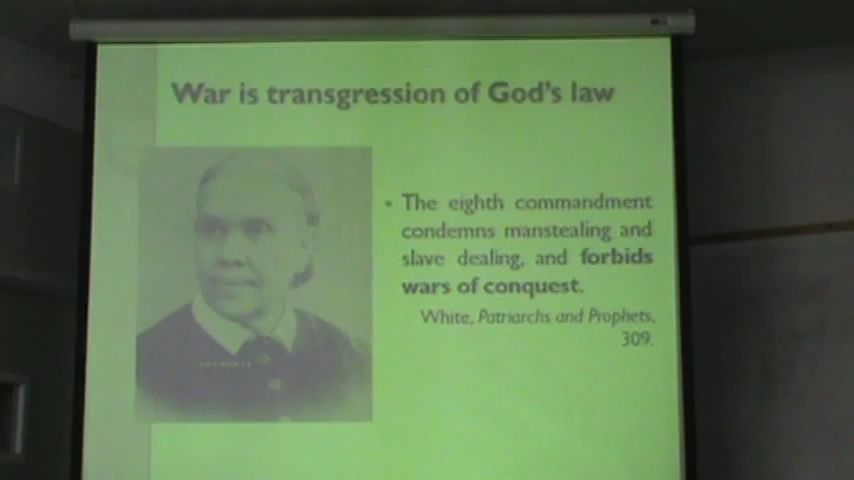 War is transgression of God's law
• The eighth commandment
condemns manstealing and
slave dealing, and forbids
wars of conquest.
White, Patriarchs and Prophets,
309.